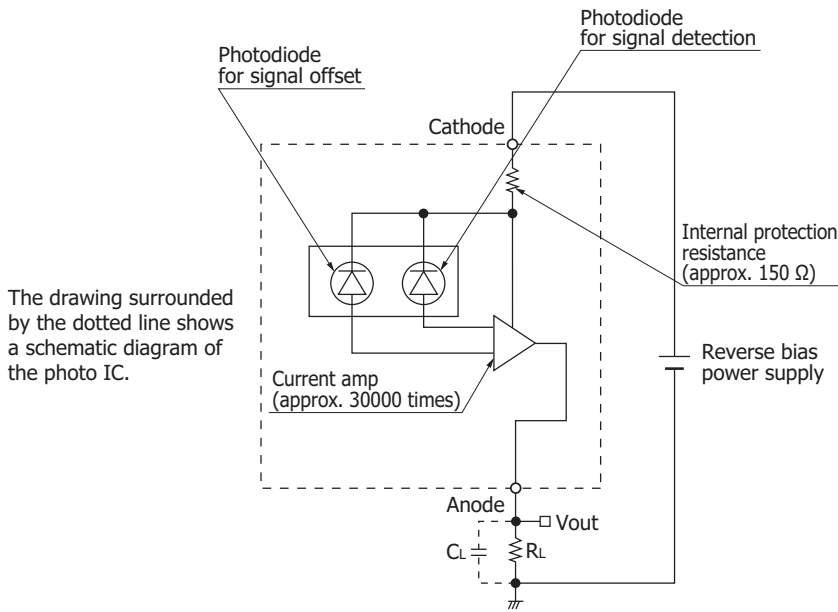 Photodiode
for signal detection
Photodiode
for signal offset
Cathode
Internal protection
resistance
(approx. 150 Ω)
The drawing surrounded
by the dotted line shows
a schematic diagram of
the photo IC.
Reverse bias
power supply
Current amp
(approx. 30000 times)
Anode
Vout
CL
RL